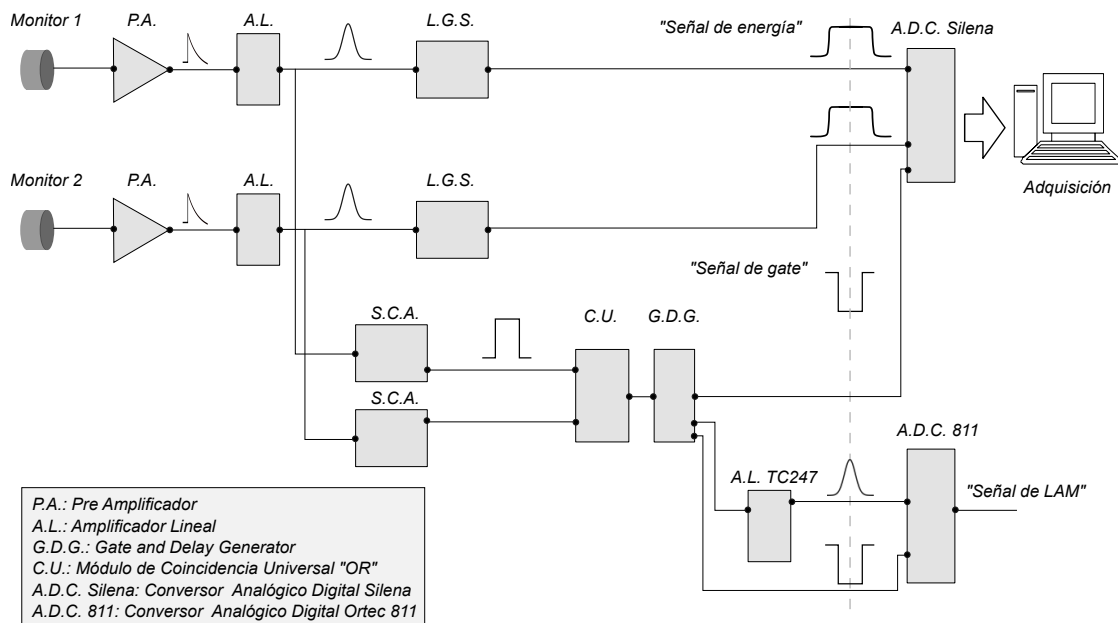 Monitor 1
P.A.
A.L.
L.G.S.
"Señal de energía"
A.D.C. Silena
Monitor 2
P.A.
A.L.
L.G.S.
Adquisición
"Señal de gate"
S.C.A.
C.U.
G.D.G.
S.C.A.
A.D.C. 811
A.L. TC247
"Señal de LAM"
P.A.: Pre Amplificador
A.L.: Amplificador Lineal
G.D.G.: Gate and Delay Generator
C.U.: Módulo de Coincidencia Universal "OR"
A.D.C. Silena: Conversor Analógico Digital Silena
A.D.C. 811: Conversor Analógico Digital Ortec 811